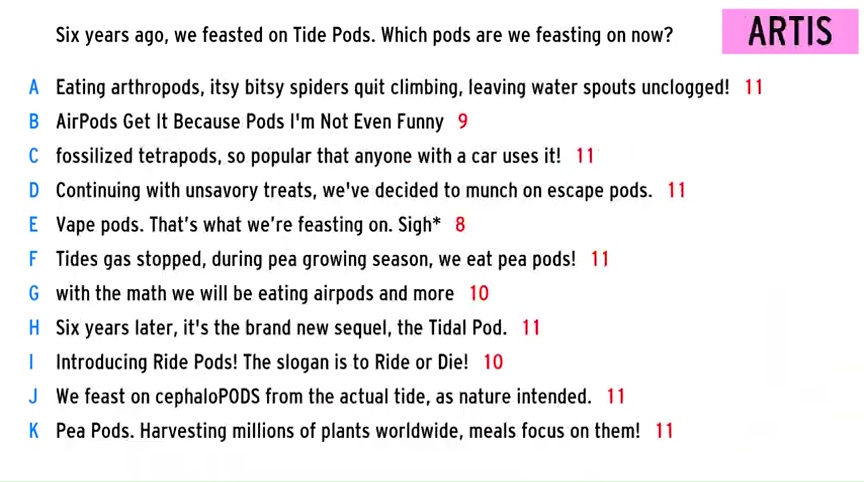 Six years ago, we feasted on Tide Pods. Which pods are we feasting on now?
ARTIS
A Eating arthropods, itsy bitsy spiders quit climbing, leaving water spouts unclogged! 11
B AirPods Get It Because Pods I'm Not Even Funny 9
C fossilized tetrapods, so popular that anyone with a car uses it! 11
D Continuing with unsavory treats, we've decided to munch on escape pods. 11
E Vape pods. That's what we're feasting on. Sigh* 8
F Tides gas stopped, during pea growing season, we eat pea pods! 11
G with the math we will be eating airpods and more 10
H Six years later, it's the brand new sequel, the Tidal Pod. 11
I Introducing Ride Pods! The slogan is to Ride or Die! 10
J We feast on cephaloPODS from the actual tide, as nature intended. 11
K Pea Pods. Harvesting millions of plants worldwide, meals focus on them! 11